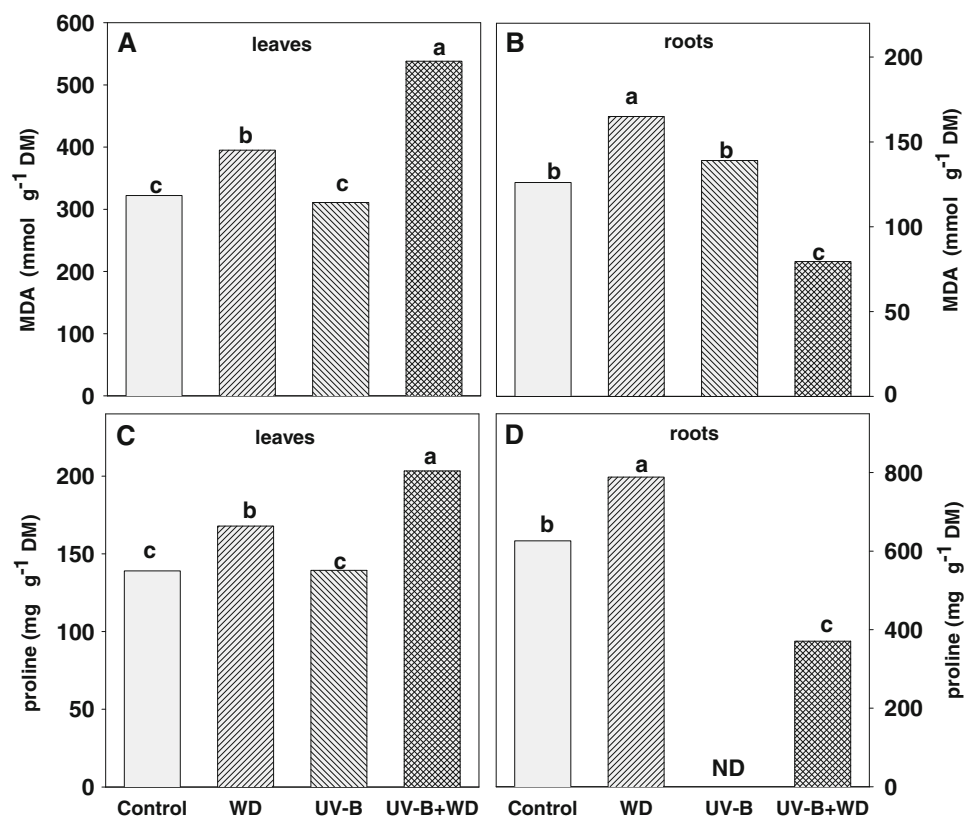 A leaves
MDA (mmol g-1 DM)
600
500
400
300
200
100
0
c
b
c
a
B roots
a
b
b
c
200
150
100
50
0
MDA (mmol g-1 DM)
C leaves
proline (mg g-1 DM)
200
150
100
50
0
c
b
c
a
D roots
b
a
ND
c
800
600
400
200
0
proline (mg g-1 DM)
Control WD UV-B UV-B+WD
Control WD UV-B UV-B+WD